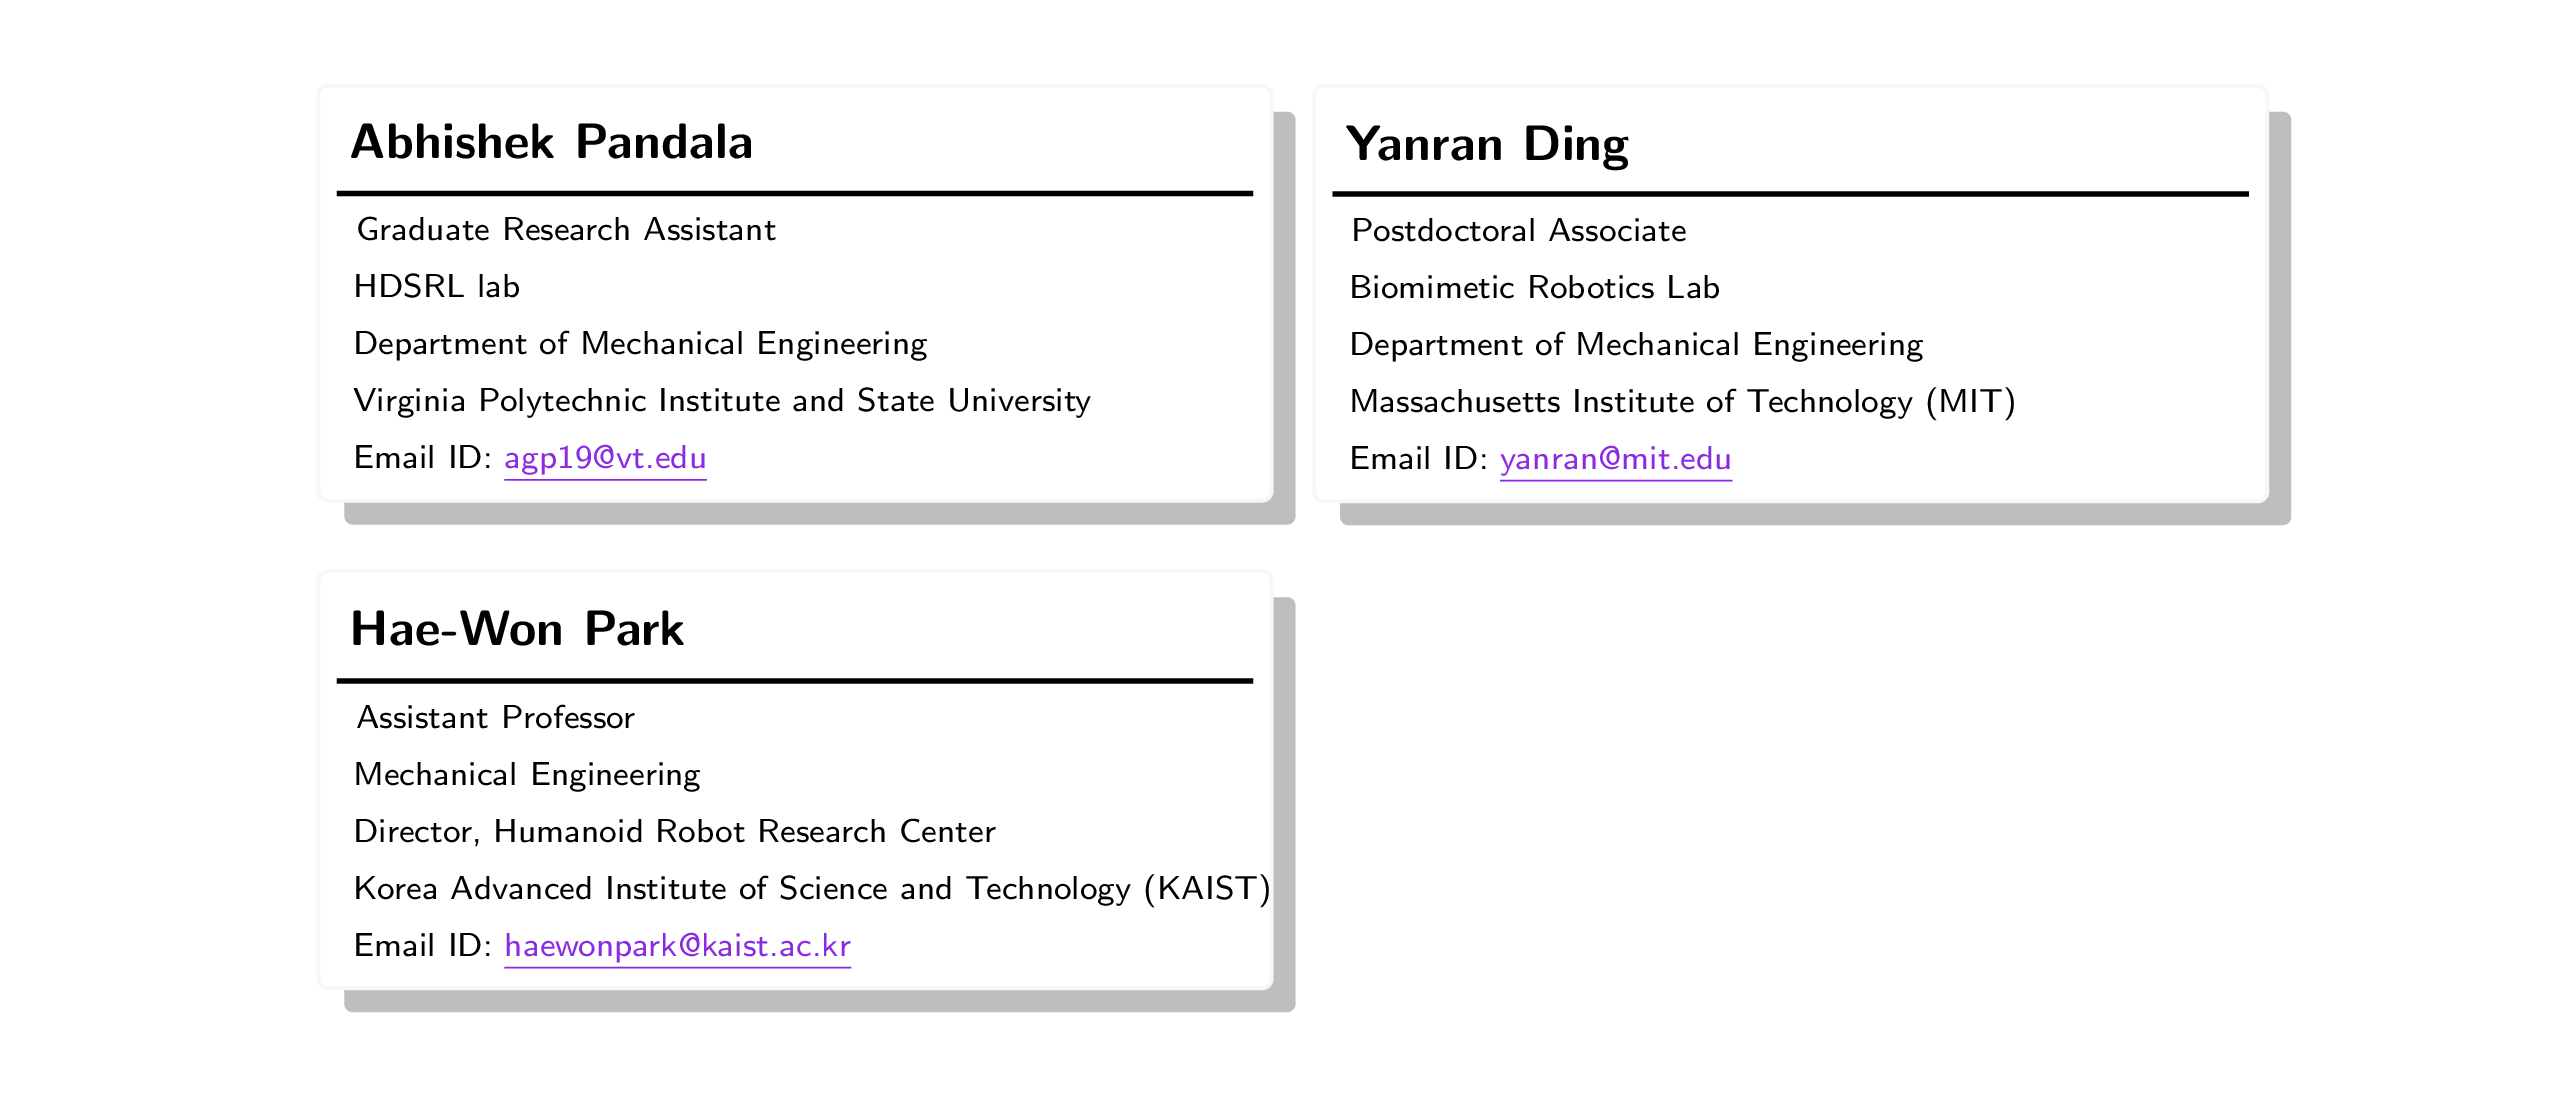 Abhishek Pandala
Graduate Research Assistant
HDSRL lab
Department of Mechanical Engineering
Virginia Polytechnic Institute and State University
Email ID: agp19@vt.edu
Yanran Ding
Postdoctoral Associate
Biomimetic Robotics Lab
Department of Mechanical Engineering
Massachusetts Institute of Technology (MIT)
Email ID: yanran@mit.edu
Hae-Won Park
Assistant Professor
Mechanical Engineering
Director, Humanoid Robot Research Center
Korea Advanced Institute of Science and Technology (KAIST)
Email ID: haewonpark@kaist.ac.kr